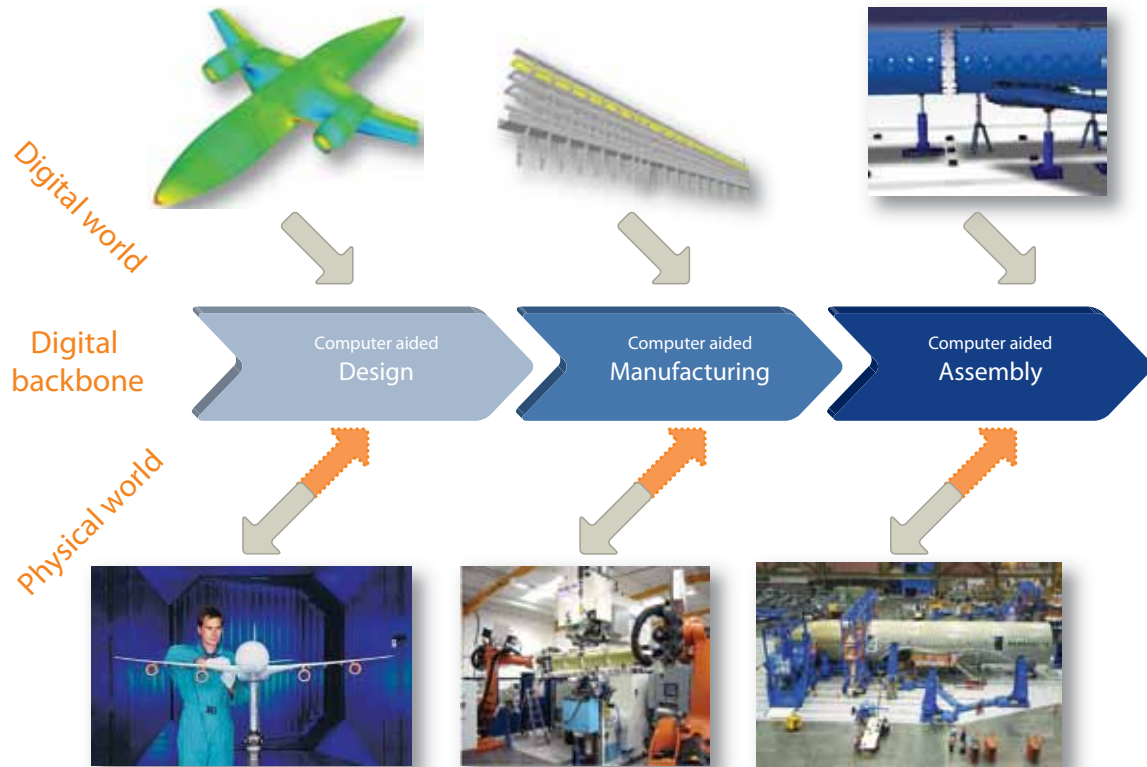 Digital world
Digital
backbone
Computer aided
Design
Computer aided
Manufacturing
Computer aided
Assembly
Physical world